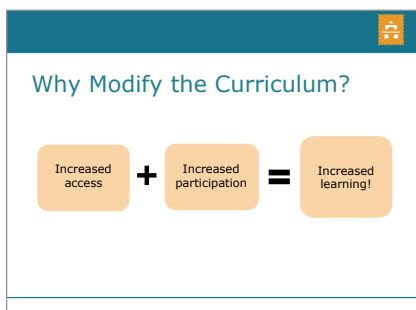 Why Modify the Curriculum?
Increased
access
+
Increased
participation
=
Increased
learning!